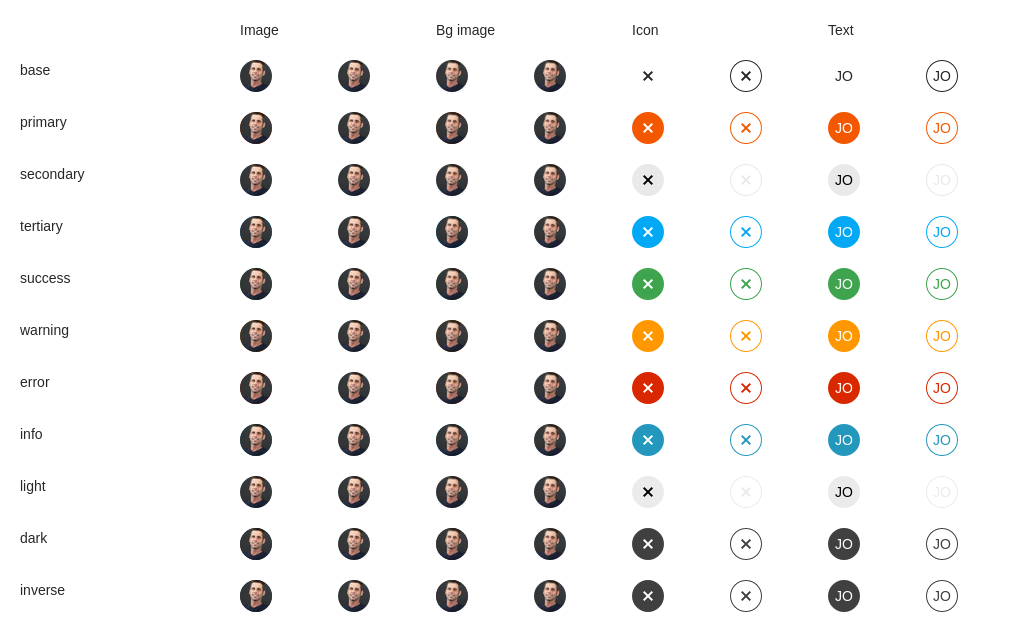 Image Bg image Icon Text
base JO JO
primary JO JO
secondary JO JO
tertiary JO JO
success JO JO
warning JO JO
error JO JO
info JO JO
light JO JO
dark JO JO
inverse JO JO